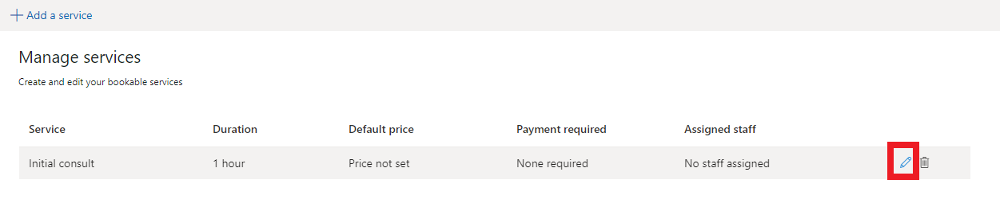 Add a service
Manage services
Create and edit your bookable services
Service Duration Default price Payment required Assigned staff
Initial consult 1 hour Price not set None required No staff assigned